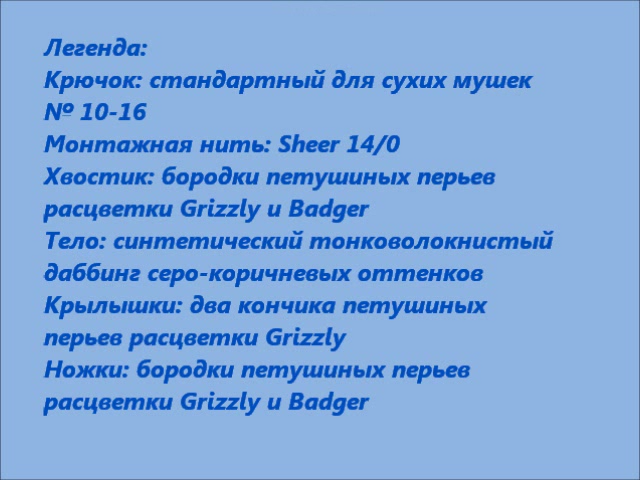 Легенда:
Крючок: стандартный для сухих мушек
№ 10-16
Монтажная нить: Sheer 14/0
Хвостик: бородки петушиных перьев
расцветки Grizzly и Badger
Тело: синтетический тонковолокнистый
даббинг серо-коричневых оттенков
Крылышки: два кончика петушиных
перьев расцветки Grizzly
Ножки: бородки петушиных перьев
расцветки Grizzly и Badger